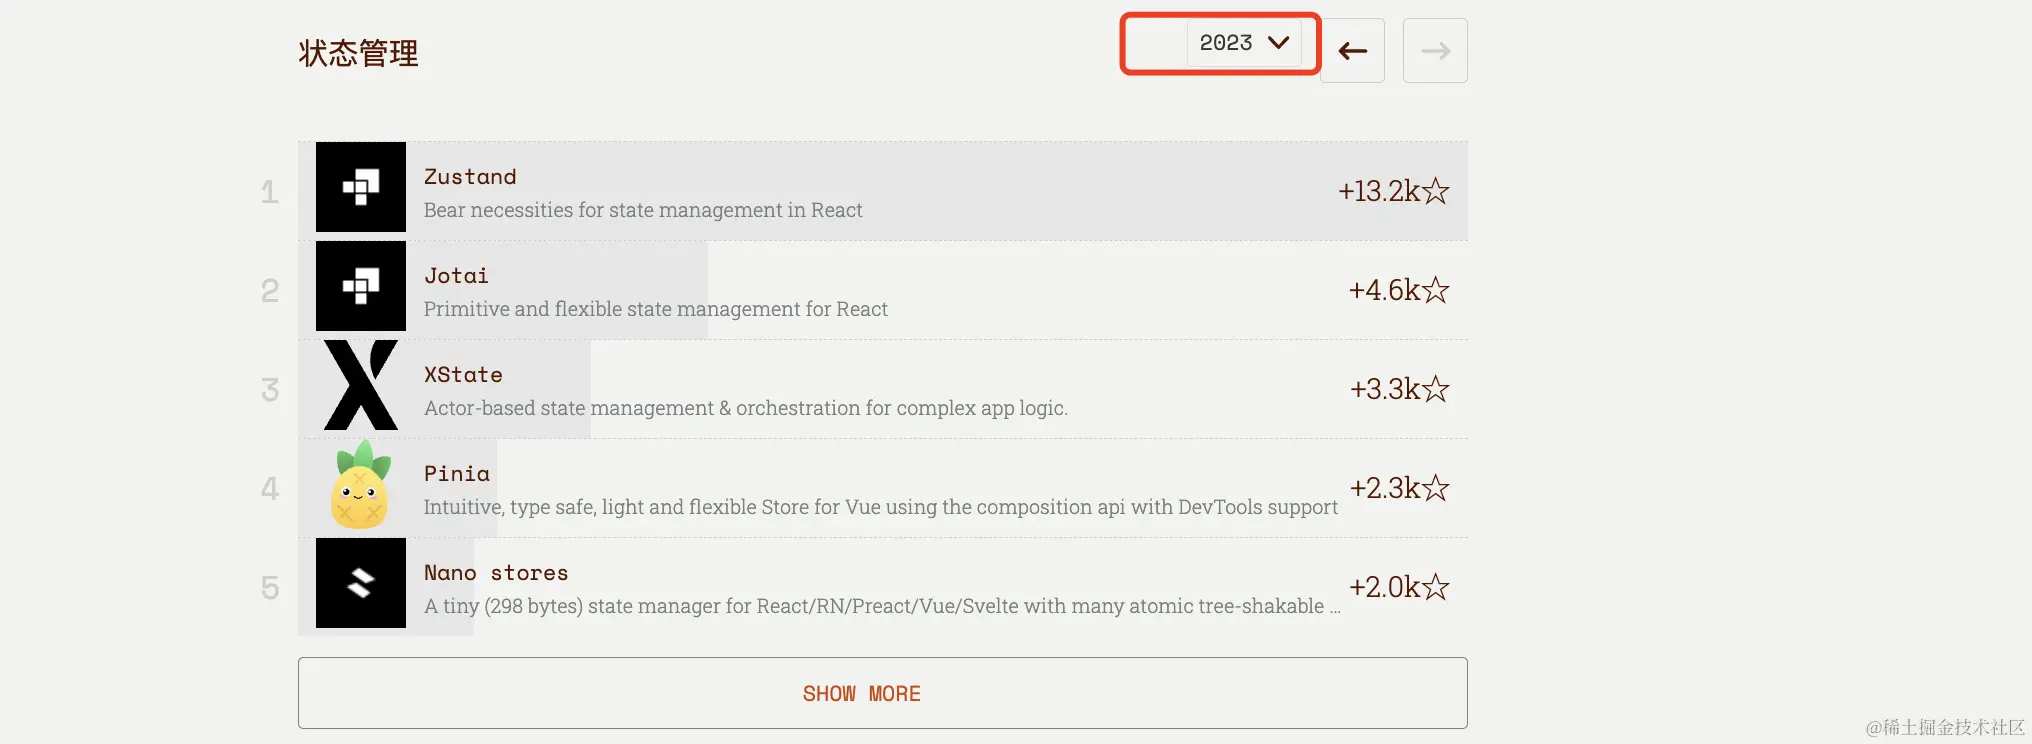 状态管理
2023
1
Zustand
Bear necessities for state management in React
+13.2k☆
2
Jotai
Primitive and flexible state management for React
+4.6k☆
3
XState
Actor-based state management & orchestration for complex app logic.
+3.3k☆
4
Pinia
Intuitive, type safe, light and flexible Store for Vue using the composition api with DevTools support
+2.3k☆
5
Nano stores
A tiny (298 bytes) state manager for React/RN/Preact/Vue/Svelte with many atomic tree-shakable ...
+2.0k☆
SHOW MORE
@稀土掘金技术社区